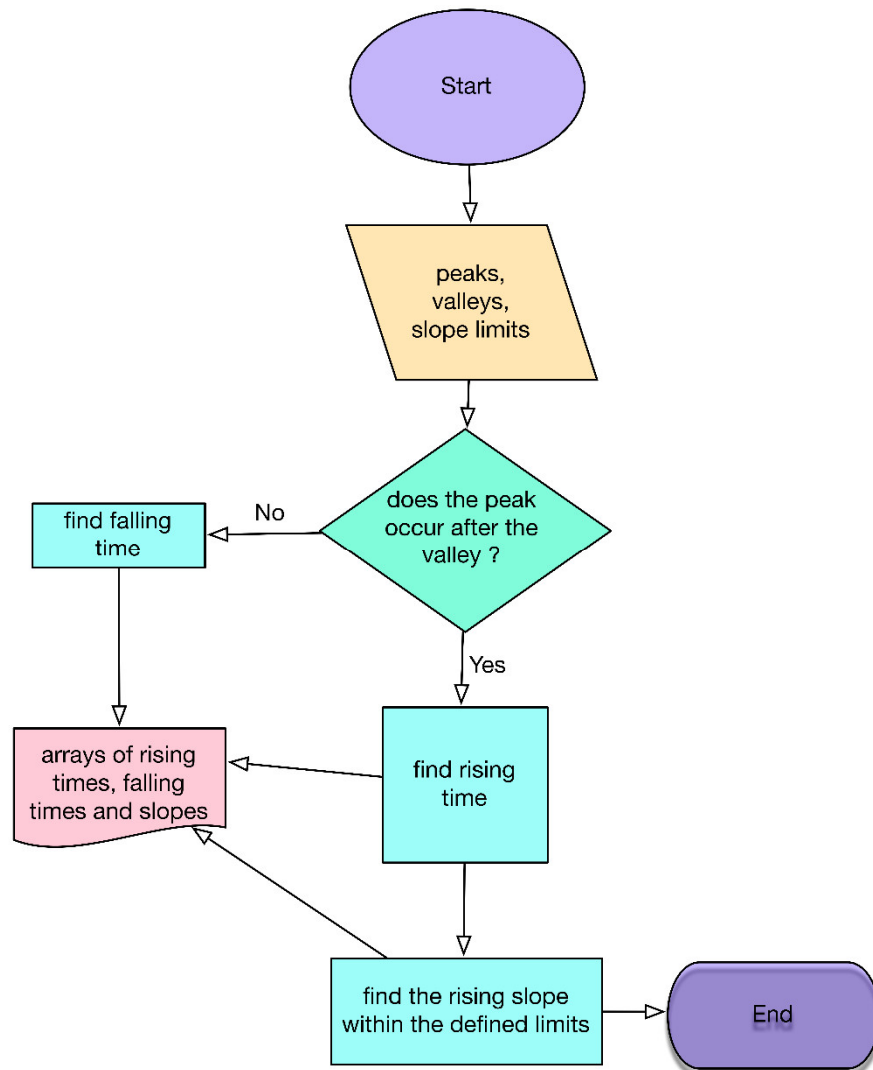 Start
peaks,
valleys,
slope limits
does the peak
occur after the
valley ?
No
find falling
time
Yes
arrays of rising
times, falling
times and slopes
find rising
time
find the rising slope
within the defined limits
End